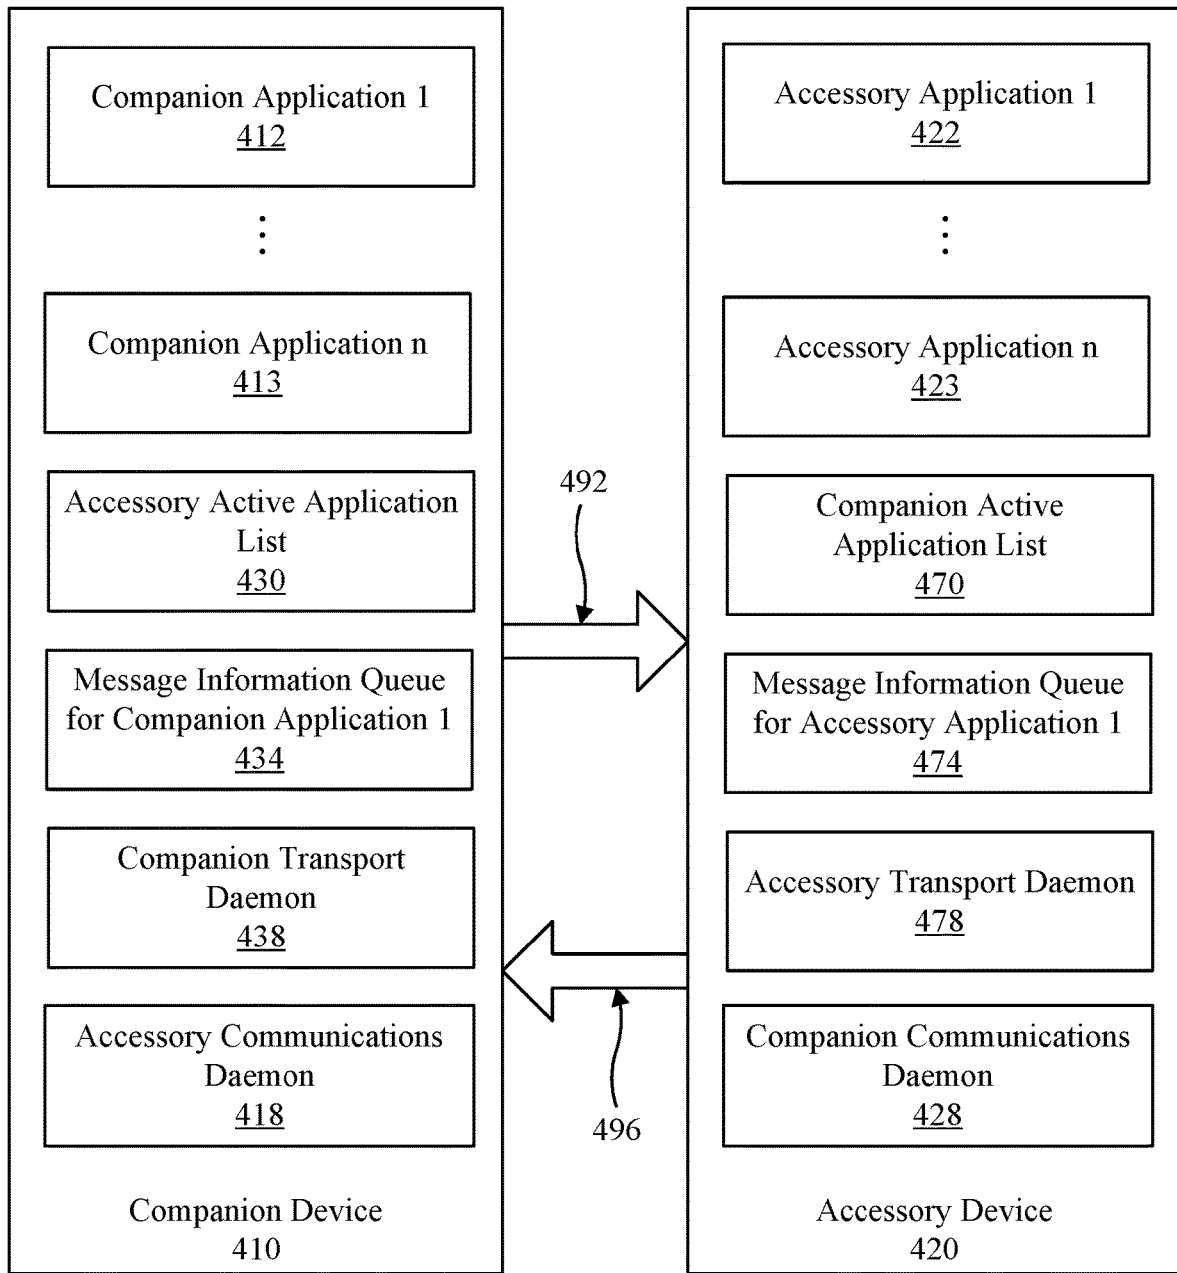 Companion Application 1
412
Companion Application n
413
Accessory Active Application
List
430
Message Information Queue
for Companion Application 1
434
Companion Transport
Daemon
438
Accessory Communications
Daemon
418
Companion Device
410
492
496
Accessory Application 1
422
Accessory Application n
423
Companion Active
Application List
470
Message Information Queue
for Accessory Application 1
474
Accessory Transport Daemon
478
Companion Communications
Daemon
428
Accessory Device
420